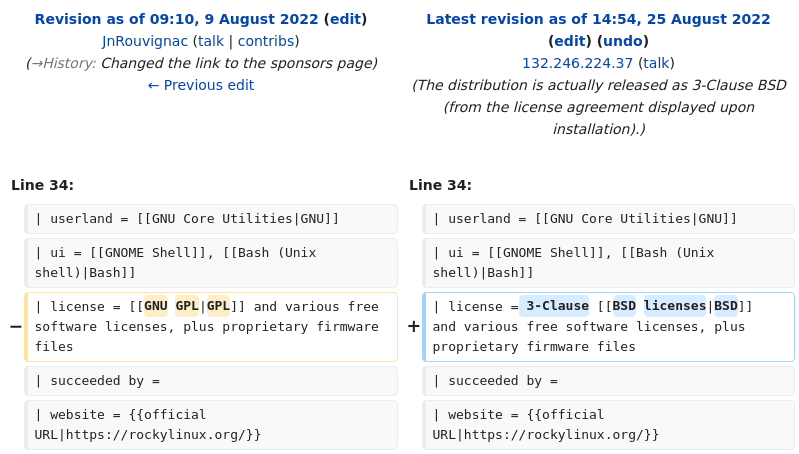 Revision as of 09:10, 9 August 2022 (edit)
JnRouvignac (talk | contribs)
(→History: Changed the link to the sponsors page)
← Previous edit
Latest revision as of 14:54, 25 August 2022
(edit) (undo)
132.246.224.37 (talk)
(The distribution is actually released as 3-Clause BSD
(from the license agreement displayed upon
installation).)
Line 34:
| userland = [[GNU Core Utilities|GNU]]
| ui = [[GNOME Shell]], [[Bash (Unix
shell)|Bash]]
− | license = [[GNU GPL|GPL]] and various free
software licenses, plus proprietary firmware
files
| succeeded by =
| website = {{official
URL|https://rockylinux.org/}}
Line 34:
| userland = [[GNU Core Utilities|GNU]]
| ui = [[GNOME Shell]], [[Bash (Unix
shell)|Bash]]
+ | license = 3-Clause [[BSD licenses|BSD]]
and various free software licenses, plus
proprietary firmware files
| succeeded by =
| website = {{official
URL|https://rockylinux.org/}}